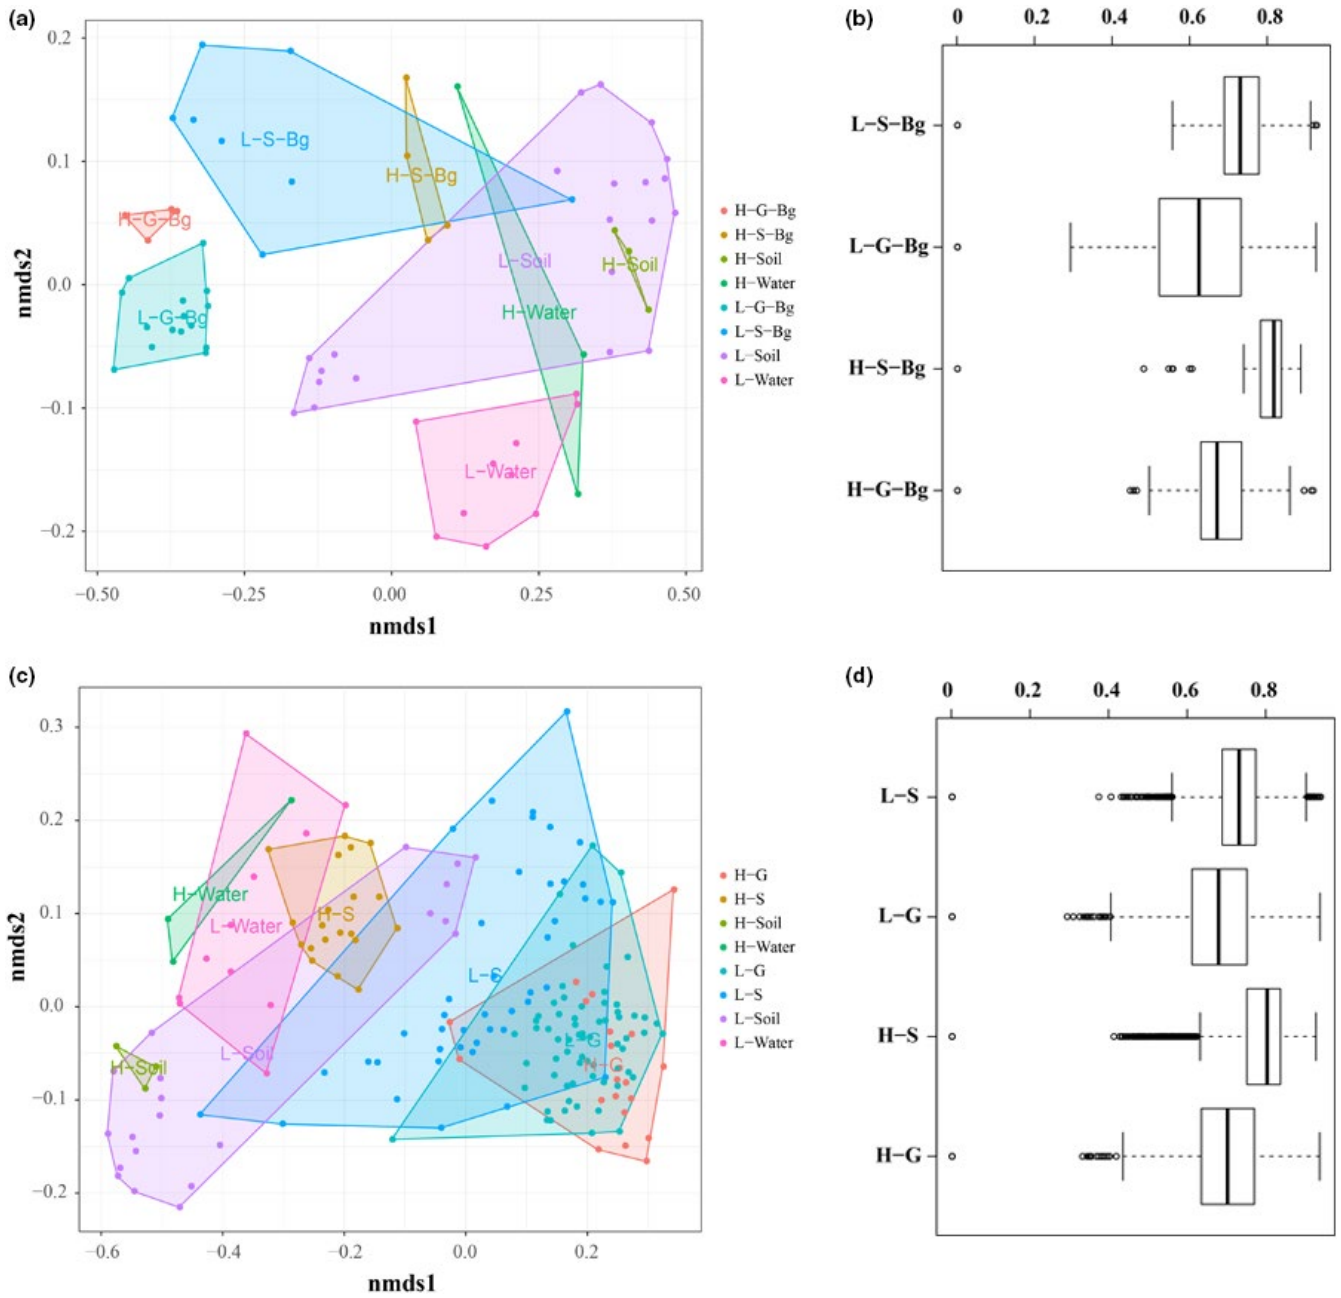 (a)
0.2
0.1
0.0
−0.1
−0.2
nmds2
L−S−Bg
H−S−Bg
H−G−Bg
L−G−Bg
L−Soil
H−Soil
H−Water
L−Water
−0.50 −0.25 0.00 0.25 0.50
nmds1
H−G−Bg
H−S−Bg
H−Soil
H−Water
L−G−Bg
L−S−Bg
L−Soil
L−Water
(b)
0 0.2 0.4 0.6 0.8
L−S−Bg
L−G−Bg
H−S−Bg
H−G−Bg
(c)
0.3
0.2
0.1
0.0
−0.1
−0.2
nmds2
H−Water
L−Water
H−S
L−S
L−Soil
H−Soil
L−G
H−G
−0.6 −0.4 −0.2 0.0 0.2
nmds1
H−G
H−S
H−Soil
H−Water
L−G
L−S
L−Soil
L−Water
(d)
0 0.2 0.4 0.6 0.8
L−S
L−G
H−S
H−G